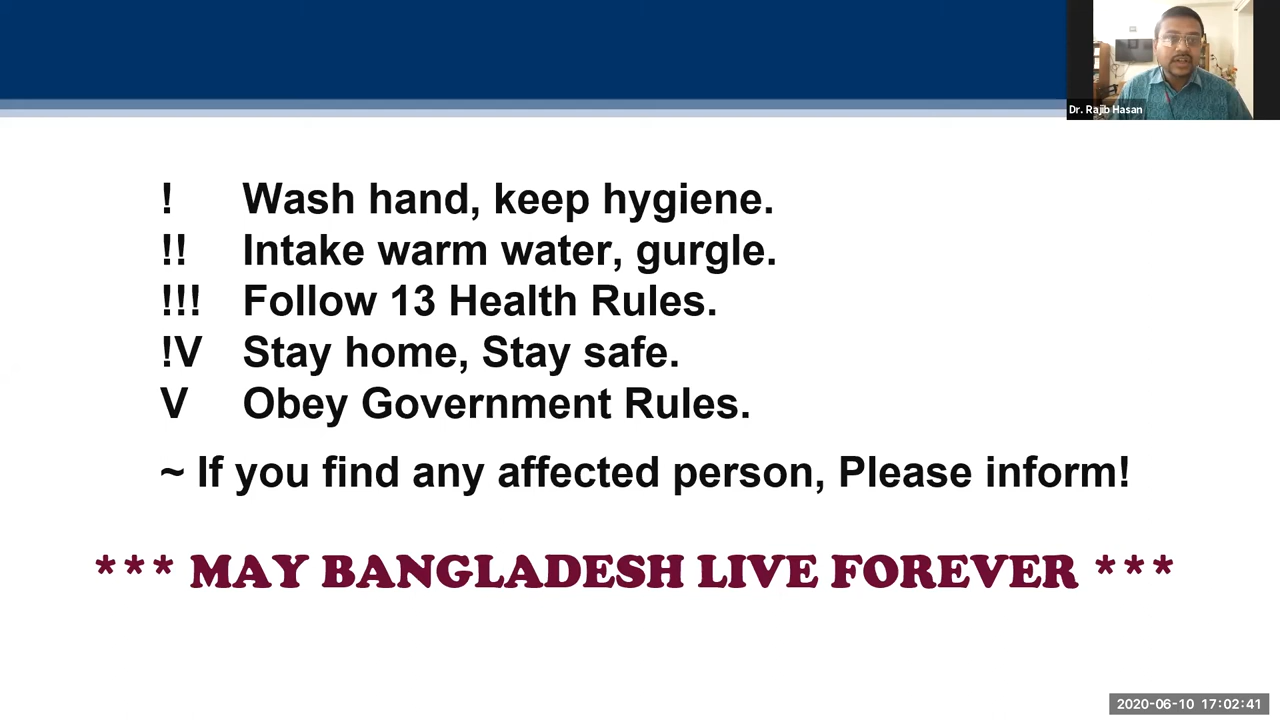 Dr. Rajib Hasan
! Wash hand, keep hygiene.
!! Intake warm water, gurgle.
!!! Follow 13 Health Rules.
!V Stay home, Stay safe.
V Obey Government Rules.
~ If you find any affected person, Please inform!
*** MAY BANGLADESH LIVE FOREVER ***
2020-06-10 17:02:41